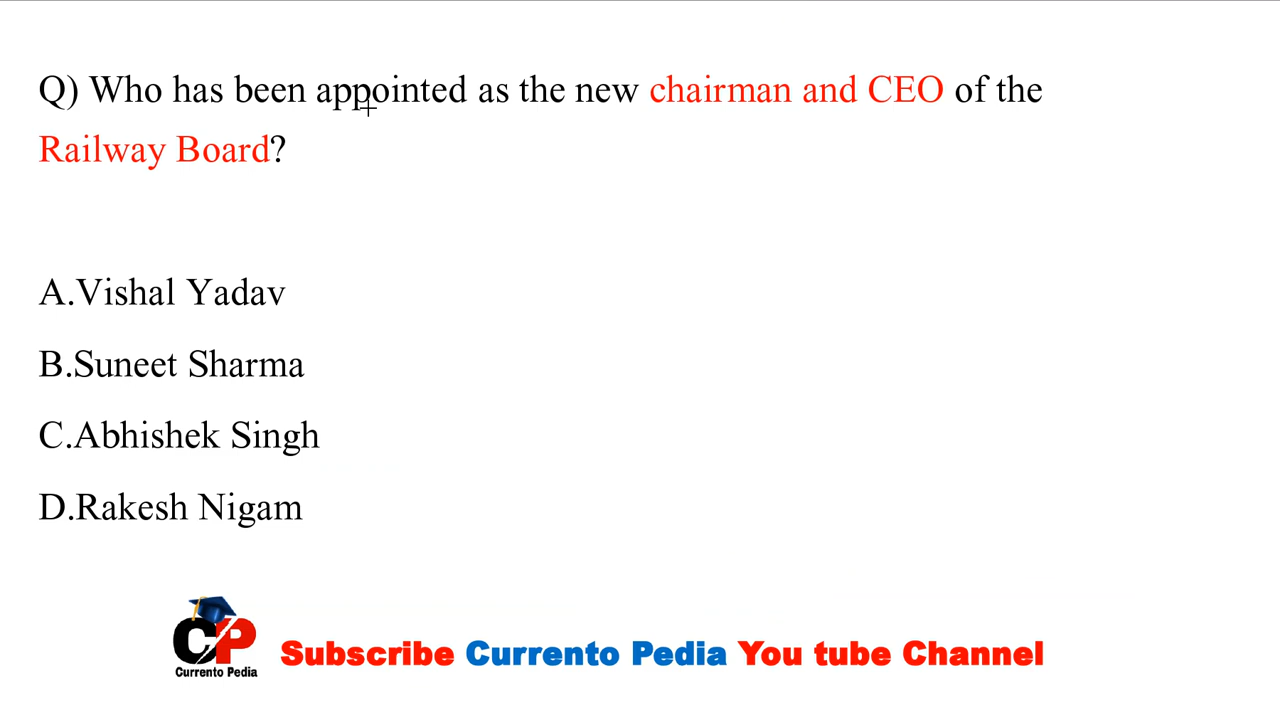 Q) Who has been appointed as the new chairman and CEO of the
Railway Board?
A.Vishal Yadav
B.Suneet Sharma
C.Abhishek Singh
D.Rakesh Nigam
CP
Currento Pedia
Subscribe Currento Pedia You tube Channel